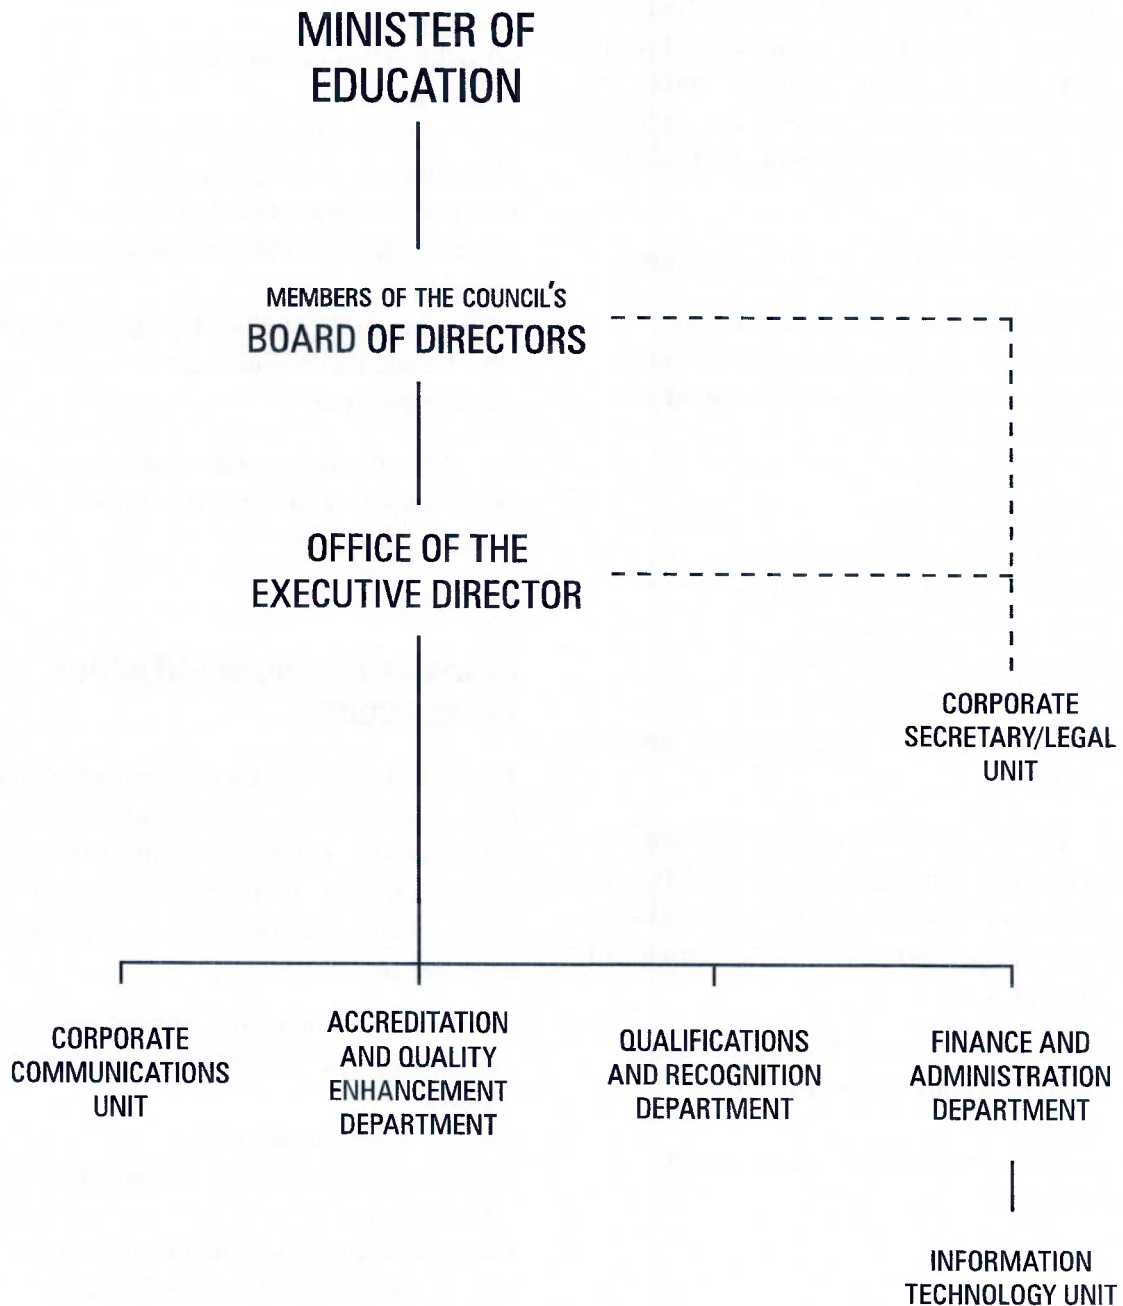 MINISTER OF
EDUCATION
MEMBERS OF THE COUNCIL'S
BOARD OF DIRECTORS
OFFICE OF THE
EXECUTIVE DIRECTOR
CORPORATE
SECRETARY/LEGAL
UNIT
CORPORATE
COMMUNICATIONS
UNIT
ACCREDITATION
AND QUALITY
ENHANCEMENT
DEPARTMENT
QUALIFICATIONS
AND RECOGNITION
DEPARTMENT
FINANCE AND
ADMINISTRATION
DEPARTMENT
INFORMATION
TECHNOLOGY UNIT